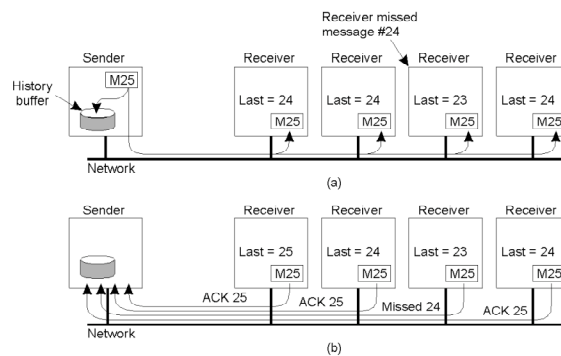 Receiver missed
message #24
Sender
Receiver
Receiver
Receiver
Receiver
History
buffer
M25
Last = 24
Last = 24
Last = 23
Last = 24
M25
M25
M25
M25
Network
(a)
Sender
Receiver
Receiver
Receiver
Receiver
Last = 25
Last = 24
Last = 23
Last = 24
M25
M25
M25
M25
ACK 25
ACK 25
Missed 24
ACK 25
Network
(b)